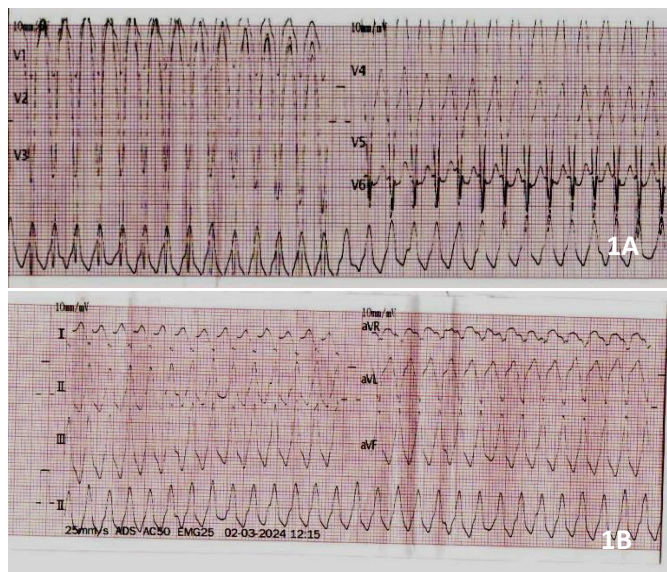 10mm/mV 10mm/mV
V1
V4
V2
V3
V5
V6
1A
10mm/mV 10mm/mV
I
aVR
II
aVL
III
aVF
II
25mm/s ADS AC50 EMG25 02-03-2024 12:15
1B